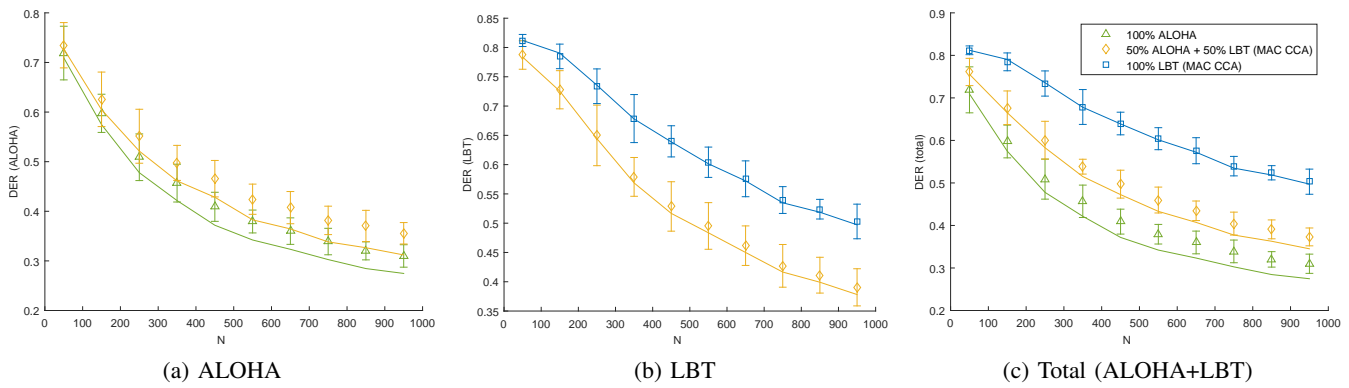 0.8
0.7
0.6
0.5
0.4
0.3
0.2
DER (ALOHA)
0 100 200 300 400 500 600 700 800 900 1000
N
(a) ALOHA
0.85
0.8
0.75
0.7
0.65
0.6
0.55
0.5
0.45
0.4
0.35
DER (LBT)
0 100 200 300 400 500 600 700 800 900 1000
N
(b) LBT
0.9
0.8
0.7
0.6
0.5
0.4
0.3
0.2
DER (total)
100% ALOHA
50% ALOHA + 50% LBT (MAC CCA)
100% LBT (MAC CCA)
0 100 200 300 400 500 600 700 800 900 1000
N
(c) Total (ALOHA+LBT)